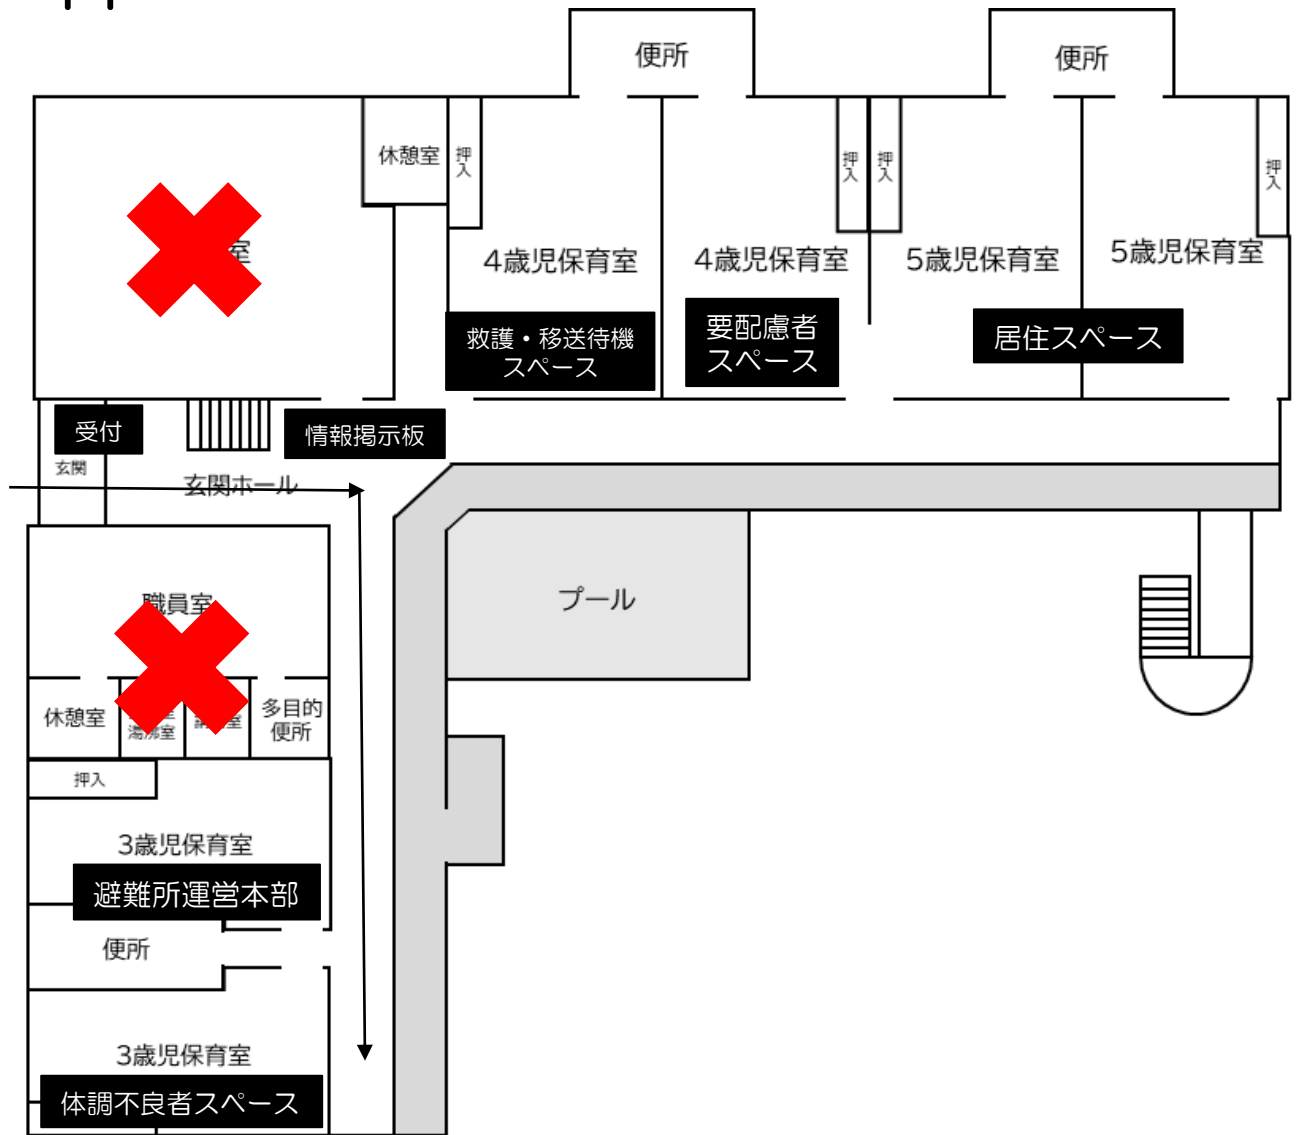 便所
便所
休憩室
押入
押入
押入
押入
室
4歳児保育室
4歳児保育室
5歳児保育室
5歳児保育室
救護・移送待機
スペース
要配慮者
スペース
居住スペース
受付
情報掲示板
玄関
玄関ホール
職員室
プール
休憩室
湯沸室
室
多目的
便所
押入
3歳児保育室
避難所運営本部
便所
3歳児保育室
体調不良者スペース